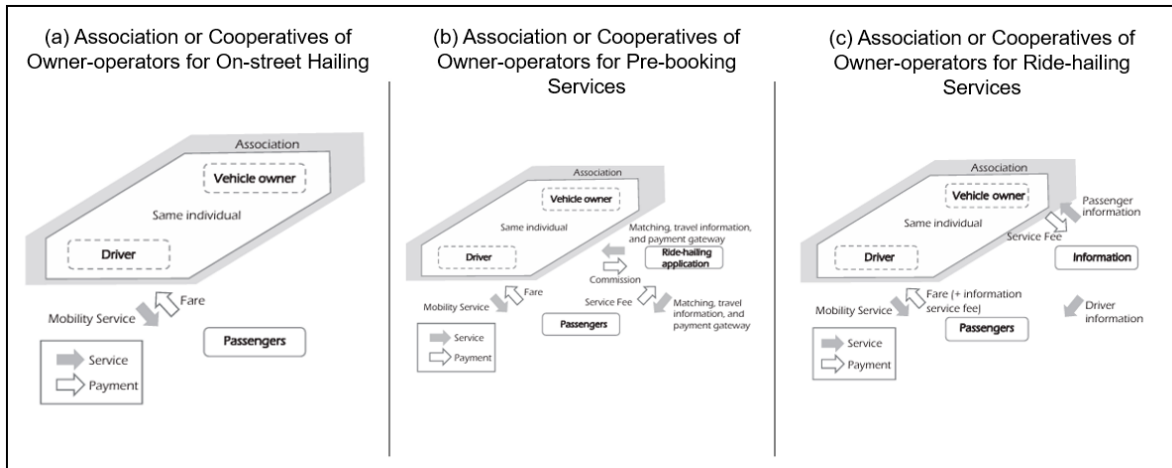 (a) Association or Cooperatives of
Owner-operators for On-street Hailing
Association
Vehicle owner
Same individual
Driver
Fare
Mobility Service
Passengers
Service
Payment
(b) Association or Cooperatives of
Owner-operators for Pre-booking
Services
Association
Vehicle owner
Same individual
Matching, travel information,
and payment gateway
Driver
Ride-hailing
application
Commission
Fare
Service Fee
Mobility Service
Matching, travel
information, and
payment gateway
Passengers
Service
Payment
(c) Association or Cooperatives of
Owner-operators for Ride-hailing
Services
Association
Vehicle owner
Passenger
information
Same individual
Service Fee
Driver
Information
Fare (+ information
service fee)
Mobility Service
Driver
information
Passengers
Service
Payment